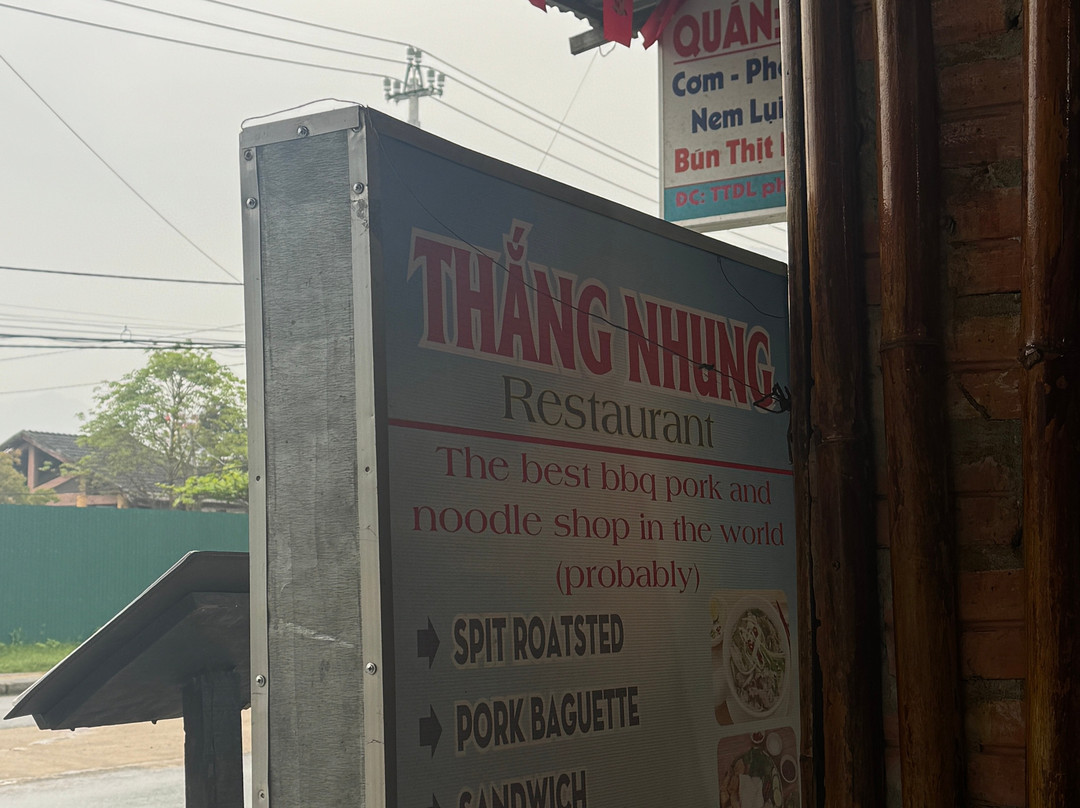 QUÁN:
Cơm - Phở
Nem Lụi
Bún Thịt
ĐC: TTDL
THẮNG NHUNG
Restaurant
The best bbq pork and
noodle shop in the world
(probably)
SPIT ROATSTED
PORK BAGUETTE
SANDWICH